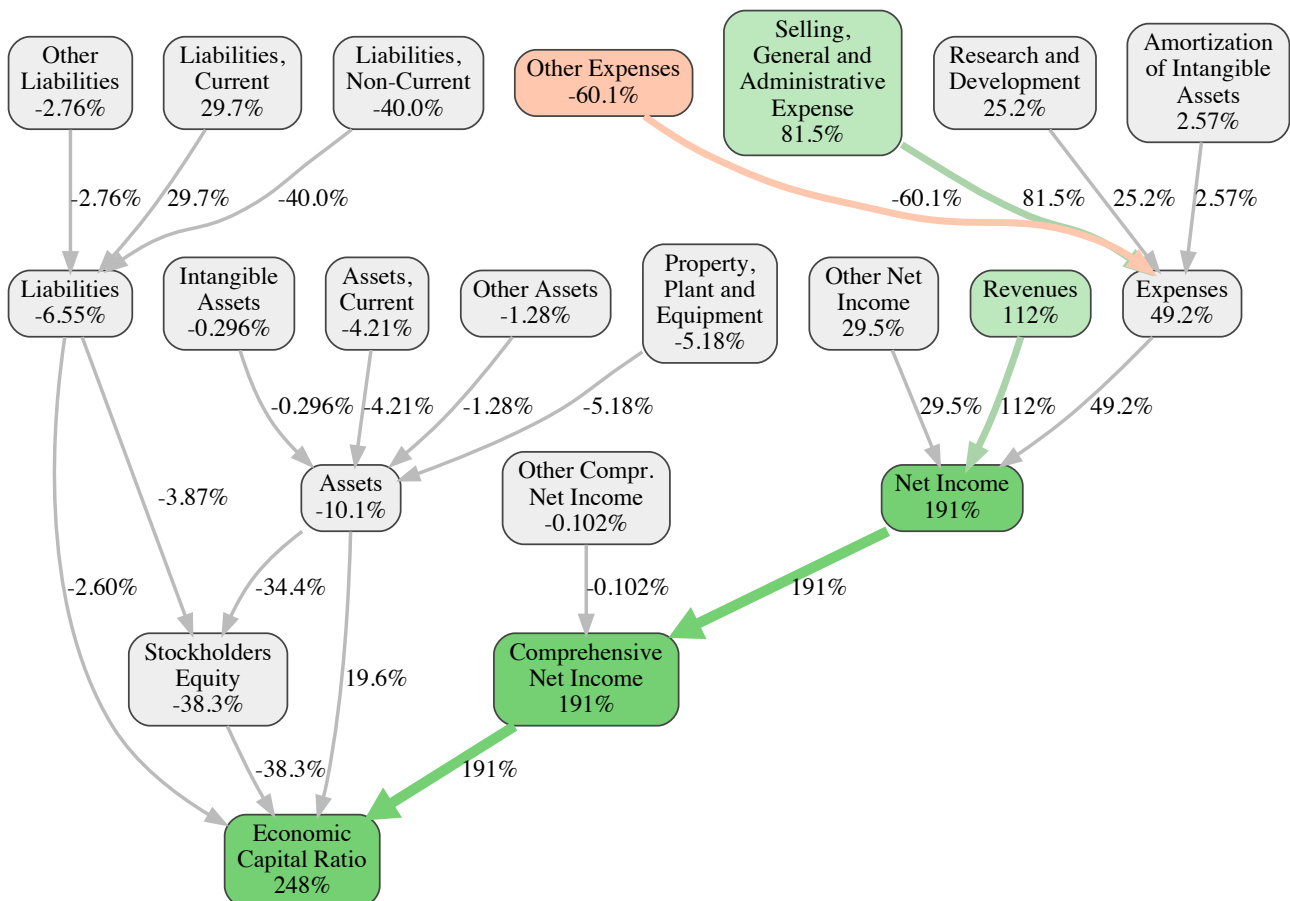 Other
Liabilities
-2.76%
Liabilities,
Current
29.7%
Liabilities,
Non-Current
-40.0%
Other Expenses
-60.1%
Selling,
General and
Administrative
Expense
81.5%
Research and
Development
25.2%
Amortization
of Intangible
Assets
2.57%
-2.76%
29.7%
-40.0%
-60.1%
81.5%
25.2%
2.57%
Liabilities
-6.55%
Intangible
Assets
-0.296%
Assets,
Current
-4.21%
Other Assets
-1.28%
Property,
Plant and
Equipment
-5.18%
Other Net
Income
29.5%
Revenues
112%
Expenses
49.2%
-0.296%
-4.21%
-1.28%
-5.18%
29.5%
112%
49.2%
-3.87%
Assets
-10.1%
Other Compr.
Net Income
-0.102%
Net Income
191%
-2.60%
-34.4%
-0.102%
191%
Stockholders
Equity
-38.3%
19.6%
Comprehensive
Net Income
191%
-38.3%
191%
Economic
Capital Ratio
248%